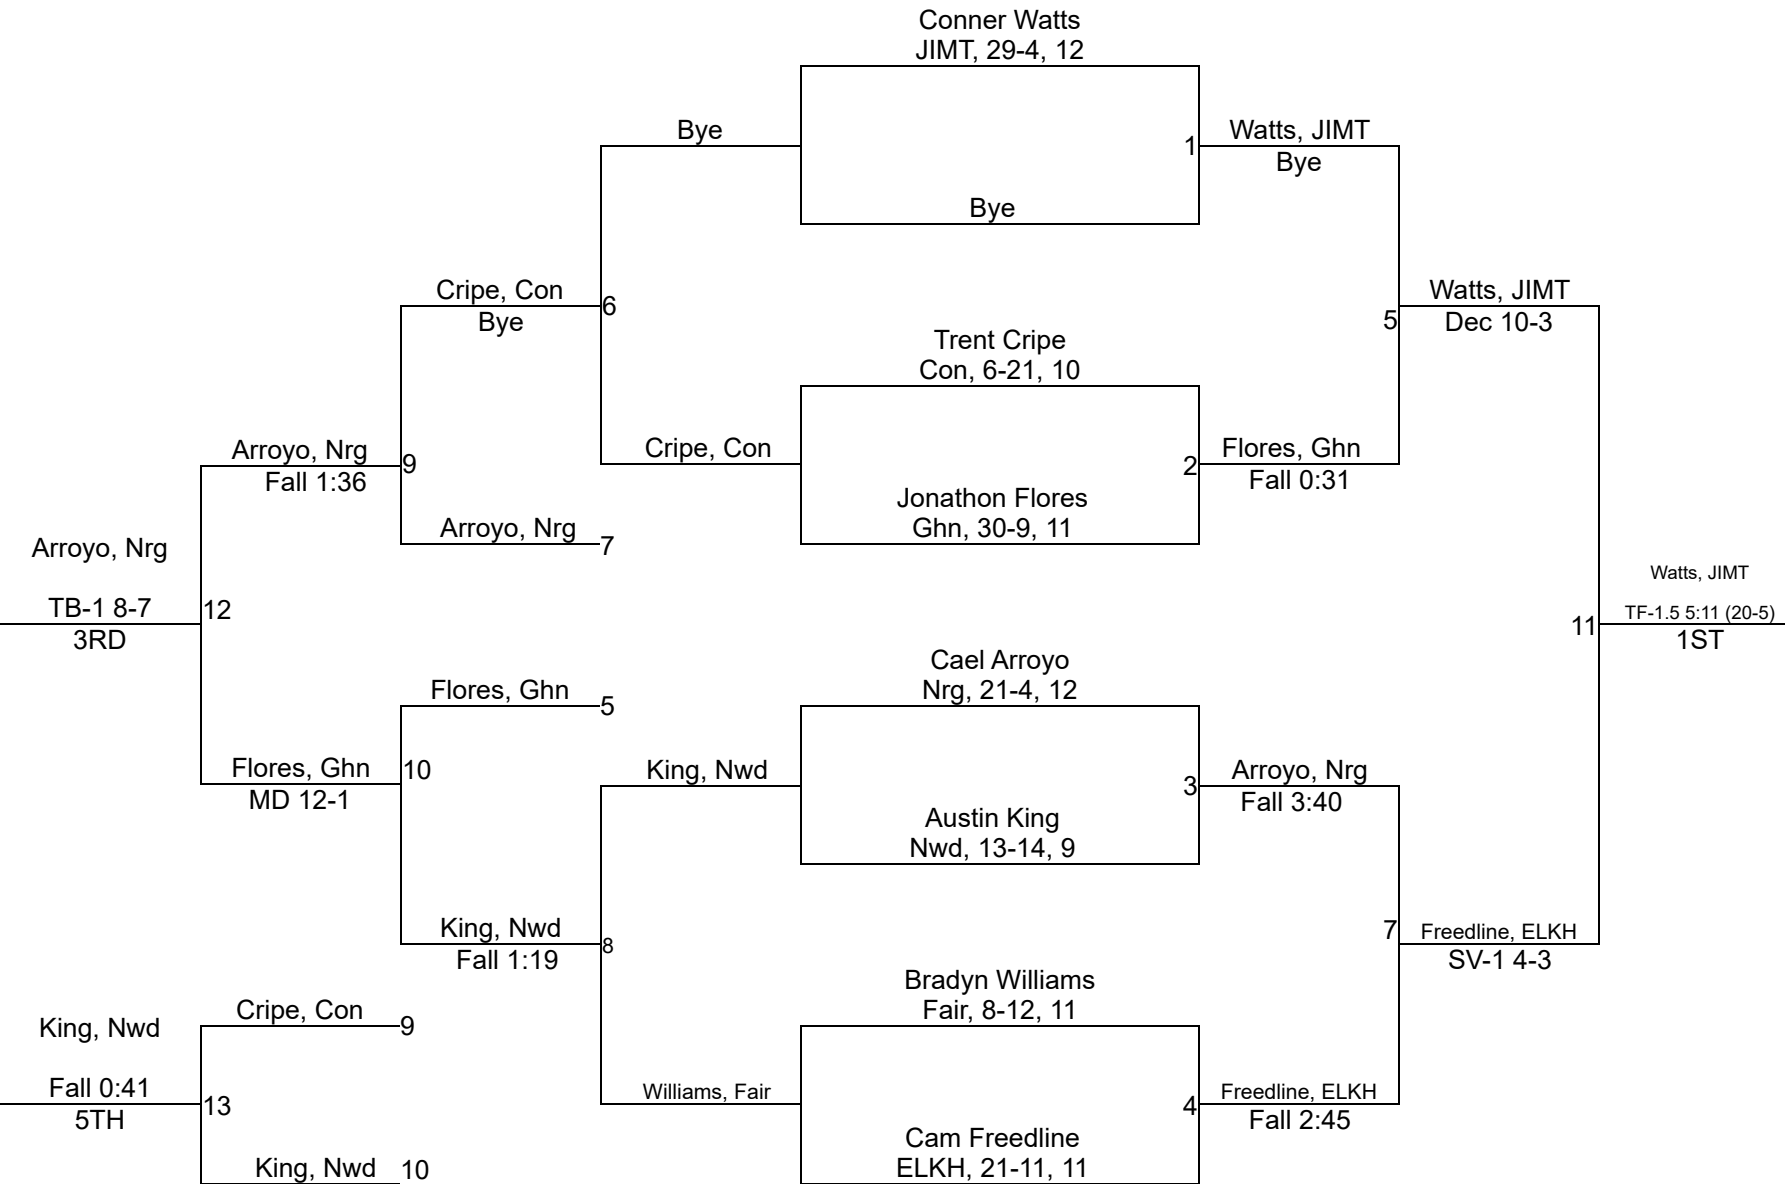 Conner Watts
JIMT, 29-4, 12
Bye
1
Watts, JIMT
Bye
Bye
Cripe, Con
Bye
6
Watts, JIMT
Dec 10-3
5
Trent Cripe
Con, 6-21, 10
Arroyo, Nrg
Fall 1:36
9
Cripe, Con
2
Flores, Ghn
Fall 0:31
Jonathon Flores
Ghn, 30-9, 11
Arroyo, Nrg
7
Arroyo, Nrg
TB-1 8-7
3RD
12
Watts, JIMT
TF-1.5 5:11 (20-5)
1ST
11
Cael Arroyo
Nrg, 21-4, 12
Flores, Ghn
5
Flores, Ghn
MD 12-1
10
King, Nwd
3
Arroyo, Nrg
Fall 3:40
Austin King
Nwd, 13-14, 9
King, Nwd
Fall 1:19
8
7
Freedline, ELKH
SV-1 4-3
Bradyn Williams
Fair, 8-12, 11
King, Nwd
Fall 0:41
5TH
Cripe, Con
9
13
Williams, Fair
4
Freedline, ELKH
Fall 2:45
Cam Freedline
ELKH, 21-11, 11
King, Nwd
10